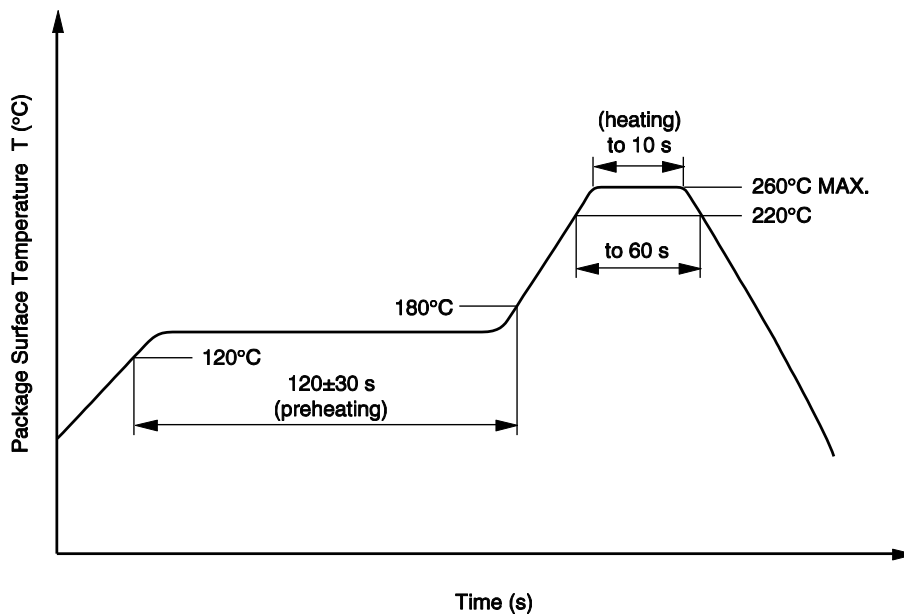 Package Surface Temperature T (°C)
(heating)
to 10 s
260°C MAX.
220°C
to 60 s
180°C
120°C
120±30 s
(preheating)
Time (s)